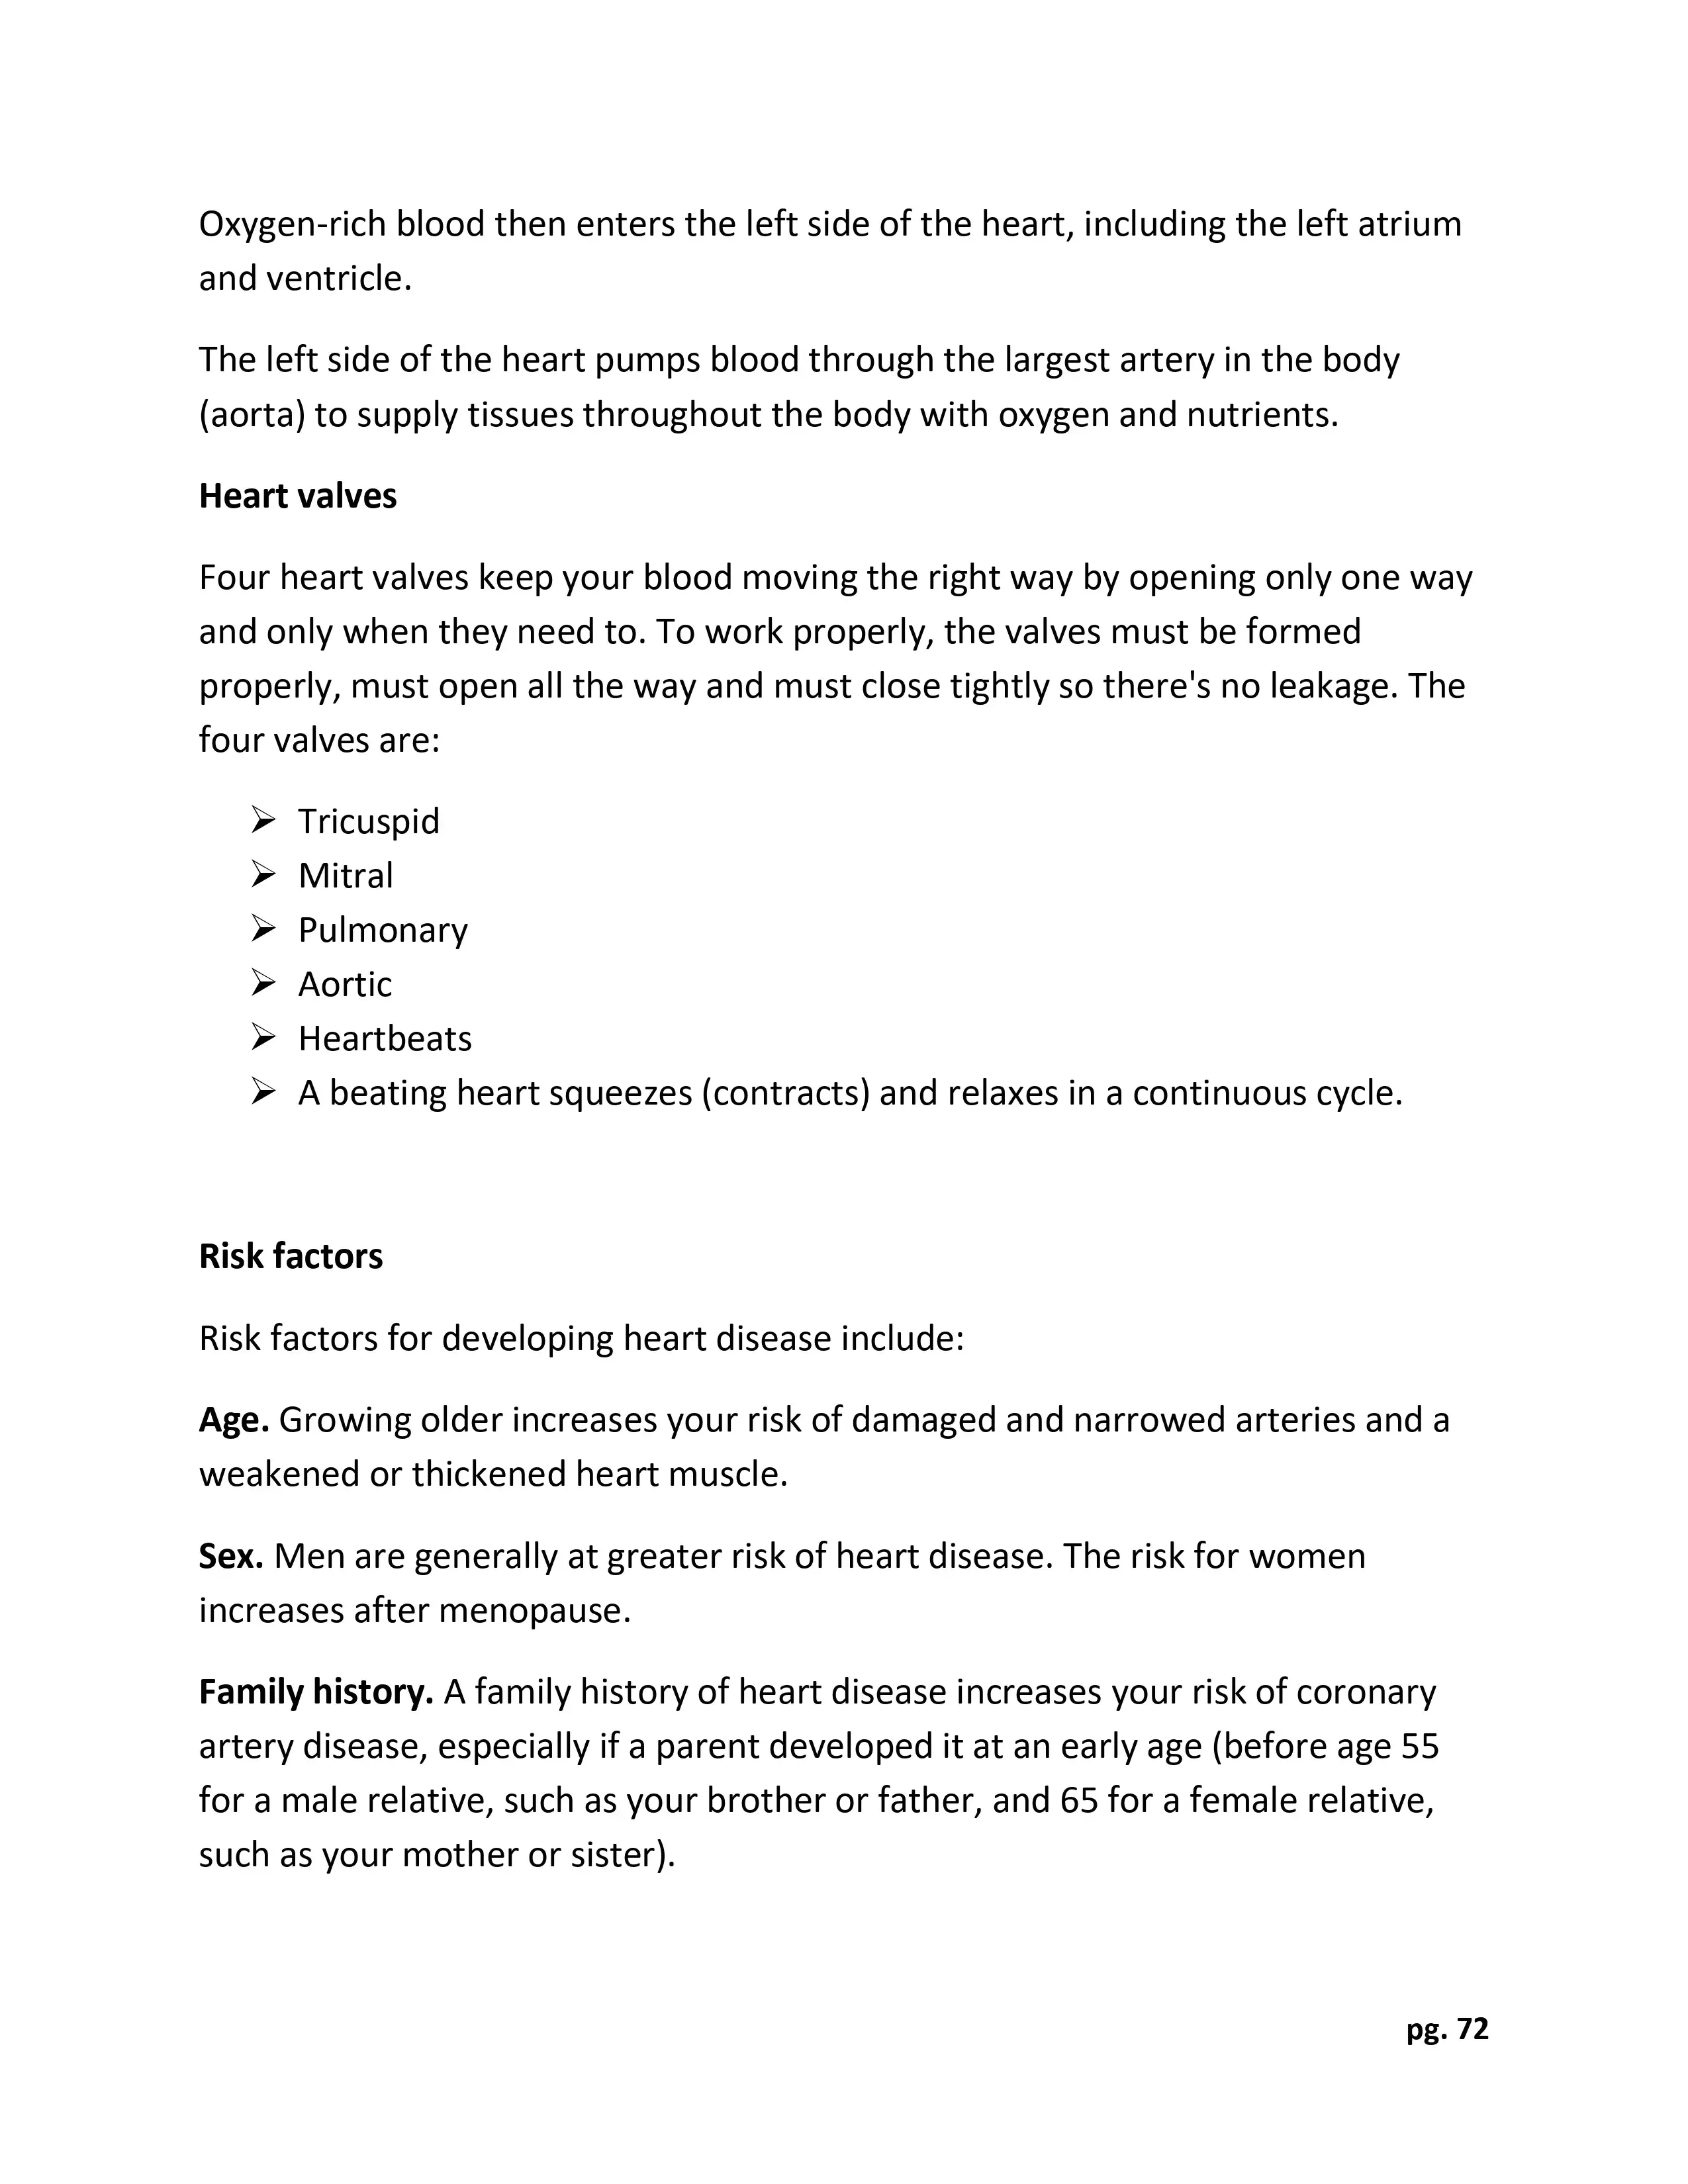 Oxygen-rich blood then enters the left side of the heart, including the left atrium
and ventricle.
The left side of the heart pumps blood through the largest artery in the body
(aorta) to supply tissues throughout the body with oxygen and nutrients.
Heart valves
Four heart valves keep your blood moving the right way by opening only one way
and only when they need to. To work properly, the valves must be formed
properly, must open all the way and must close tightly so there's no leakage. The
four valves are:
➢ Tricuspid
➢ Mitral
➢ Pulmonary
➢ Aortic
➢ Heartbeats
➢ A beating heart squeezes (contracts) and relaxes in a continuous cycle.
Risk factors
Risk factors for developing heart disease include:
Age. Growing older increases your risk of damaged and narrowed arteries and a
weakened or thickened heart muscle.
Sex. Men are generally at greater risk of heart disease. The risk for women
increases after menopause.
Family history. A family history of heart disease increases your risk of coronary
artery disease, especially if a parent developed it at an early age (before age 55
for a male relative, such as your brother or father, and 65 for a female relative,
such as your mother or sister).
pg. 72